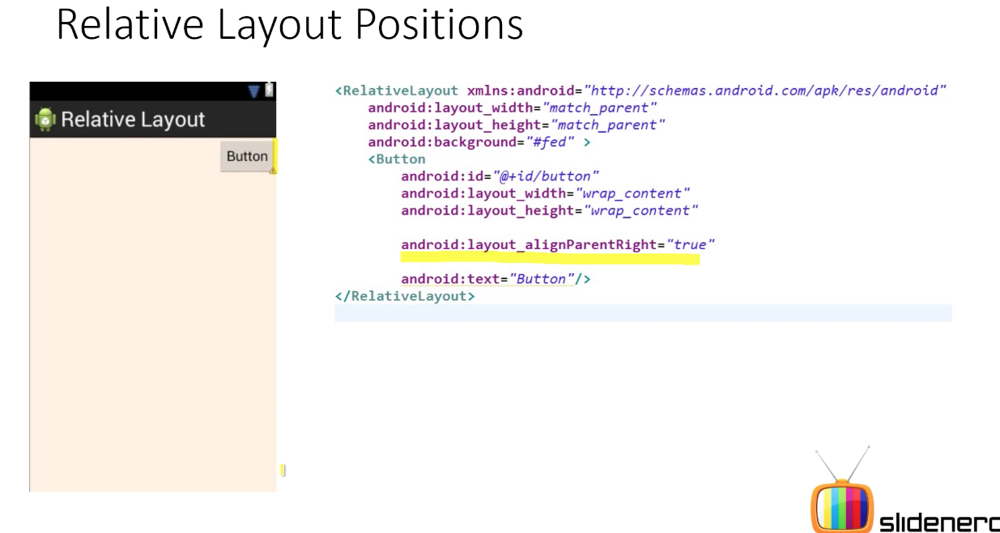 Relative Layout Positions
Relative Layout
Button
<RelativeLayout xmlns:android="http://schemas.android.com/apk/res/android"
android:layout_width="match_parent"
android:layout_height="match_parent"
android:background="#fed" >
<Button
android:id="@+id/button"
android:layout_width="wrap_content"
android:layout_height="wrap_content"
android:layout_alignParentRight="true"
android:text="Button"/>
</RelativeLayout>
slidenerd